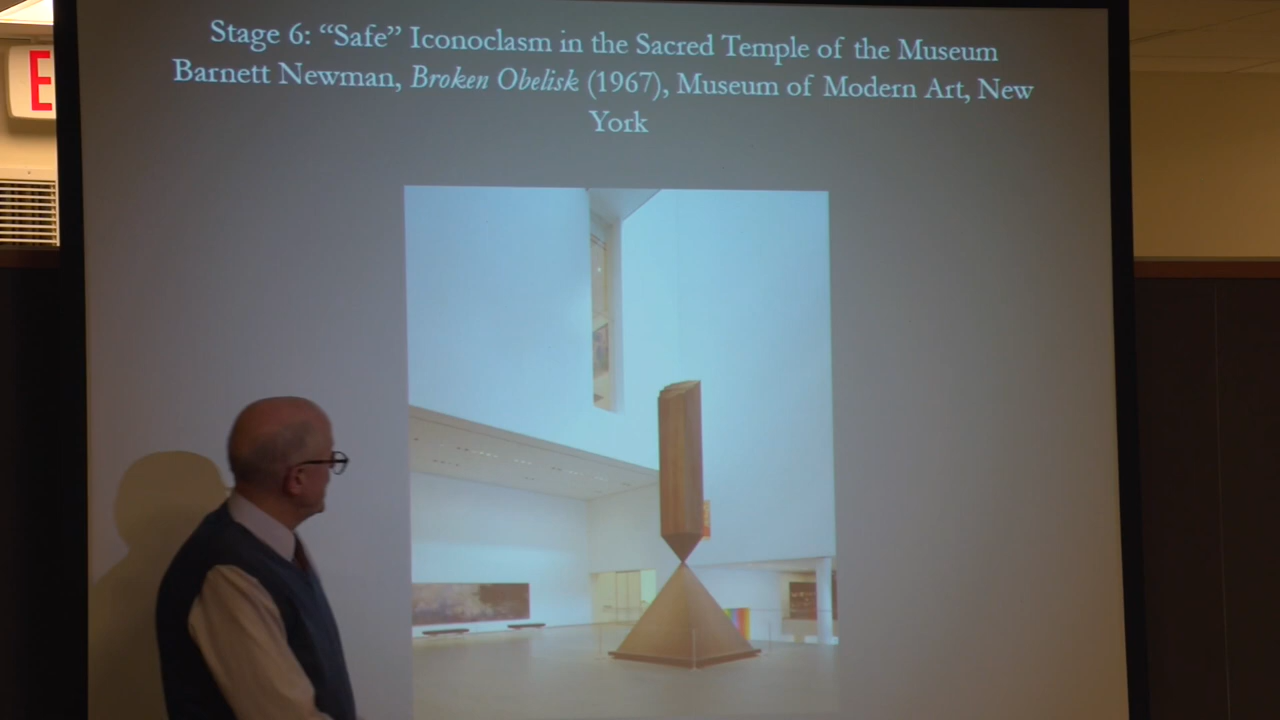 Stage 6: “Safe” Iconoclasm in the Sacred Temple of the Museum
Barnett Newman, Broken Obelisk (1967), Museum of Modern Art, New
York
E